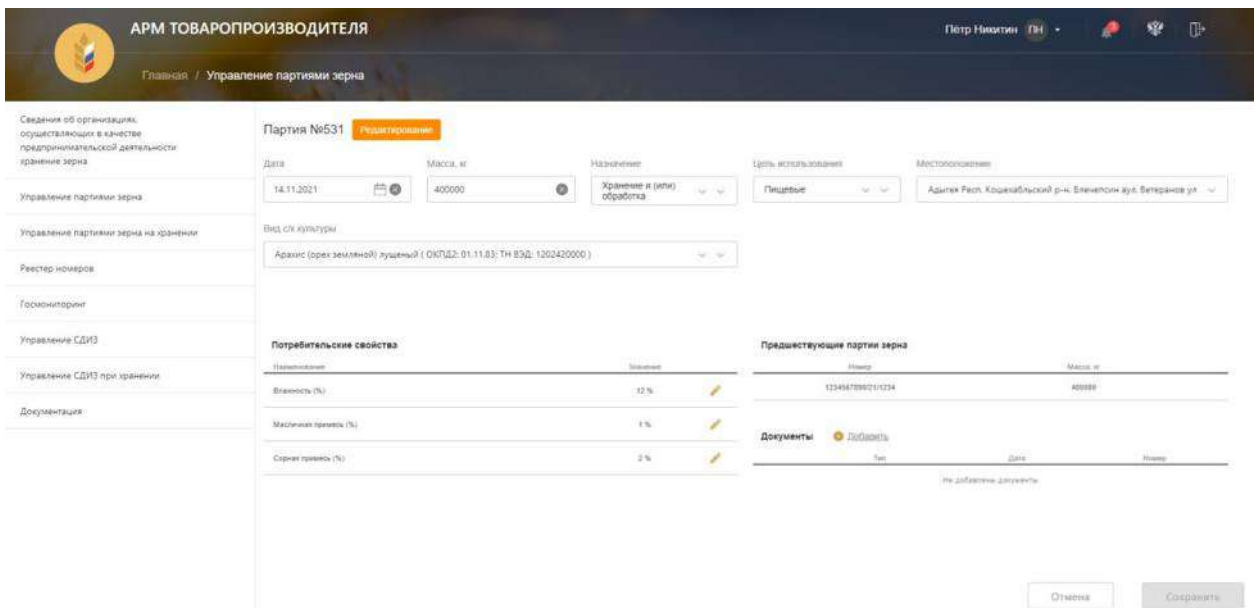 АРМ ТОВАРОПРОИЗВОДИТЕЛЯ
Пётр Никитин ПН
Главная / Управление партиями зерна
Сведения об организациях,
осуществляющих в качестве
предпринимательской деятельности
хранение зерна
Управление партиями зерна
Управление партиями зерна на хранении
Реестр номеров
Госмониторинг
Управление СДИЗ
Управление СДИЗ при хранении
Документация
Партия №531 Редактирование
Дата Масса, кг Назначение Цель использования Местоположение
14.11.2021 400000 Хранение и (или) Пищевые Адыгея Респ, Кошехабльский р-н, Блечепсин аул, Ветеранов ул
обработка
Вид с/х культуры
Арахис (орех земляной) лущеный ( ОКПД2: 01.11.83; ТН ВЭД: 1202420000 )
Потребительские свойства
Наименование Значение
Влажность (%) 12 %
Масличная примесь (%) 1 %
Сорная примесь (%) 2 %
Предшествующие партии зерна
Номер Масса, кг
400000
Документы Добавить
Тип Дата Номер
Не добавлены документы
Отмена Сохранить